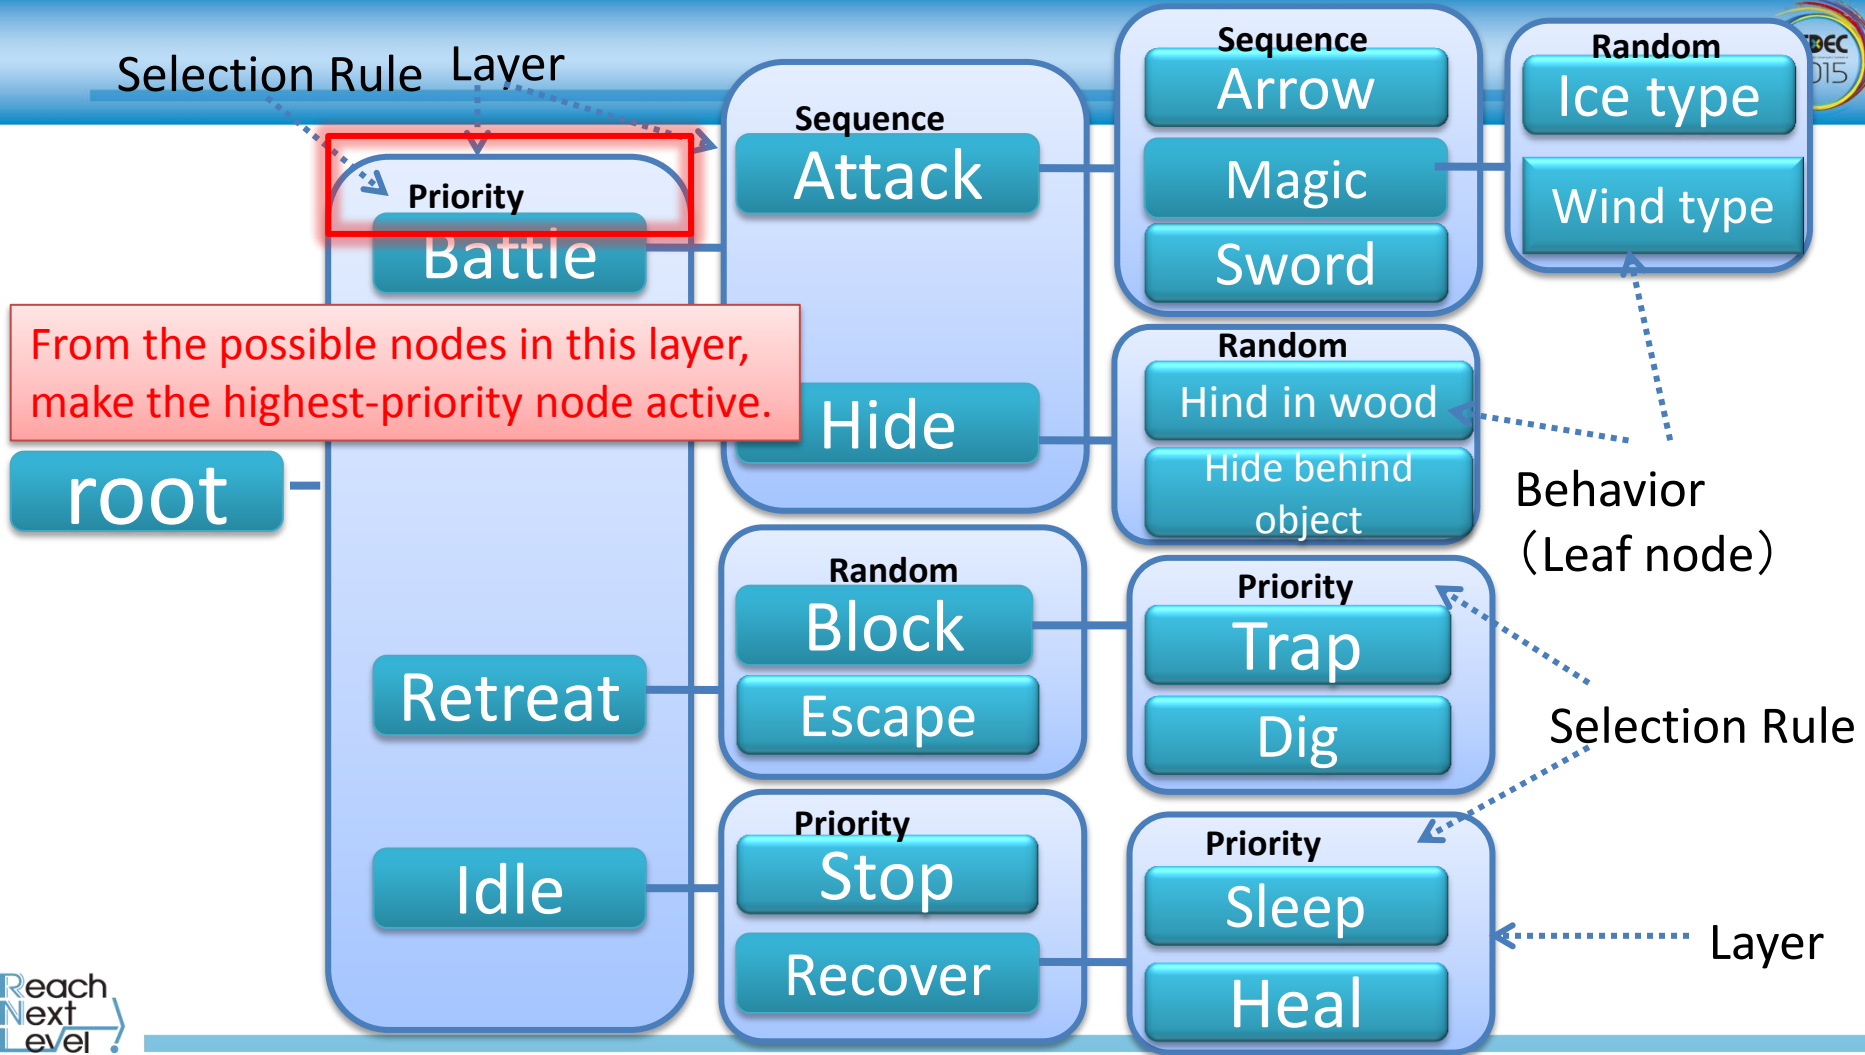 Selection Rule
Layer
Priority
Battle
From the possible nodes in this layer,
make the highest-priority node active.
root
Retreat
Idle
Sequence
Attack
Hide
Random
Block
Escape
Priority
Stop
Recover
Sequence
Arrow
Magic
Sword
Random
Hind in wood
Hide behind
object
Priority
Trap
Dig
Priority
Sleep
Heal
Random
Ice type
Wind type
Behavior
（Leaf node）
Selection Rule
Layer
Reach
Next
Level!